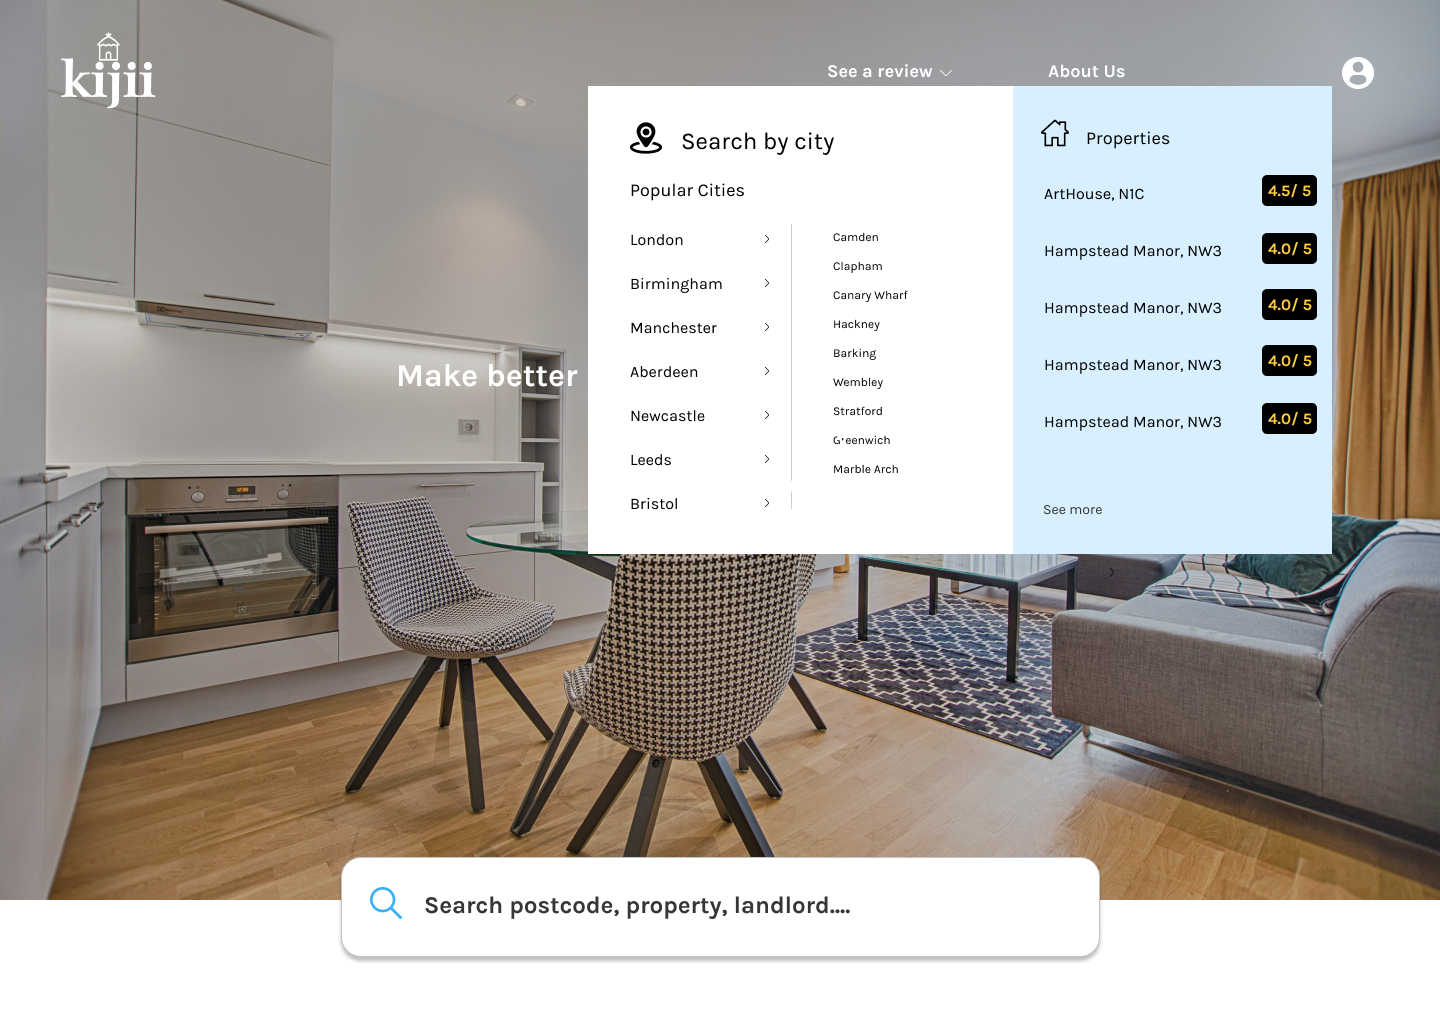 kijii
See a review
About Us
Search by city
Popular Cities
London
Birmingham
Manchester
Aberdeen
Newcastle
Leeds
Bristol
Camden
Clapham
Canary Wharf
Hackney
Barking
Wembley
Stratford
Greenwich
Marble Arch
Properties
ArtHouse, N1C
4.5/ 5
Hampstead Manor, NW3
4.0/ 5
Hampstead Manor, NW3
4.0/ 5
Hampstead Manor, NW3
4.0/ 5
Hampstead Manor, NW3
4.0/ 5
See more
Make better
Search postcode, property, landlord....